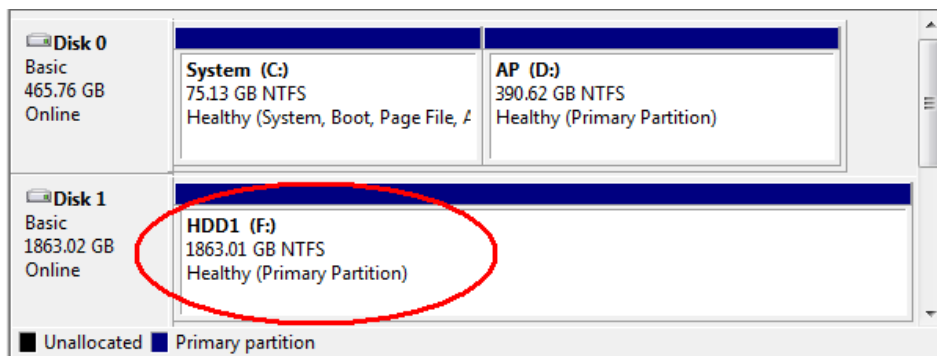 Disk 0
Basic
465.76 GB
Online
System (C:)
75.13 GB NTFS
Healthy (System, Boot, Page File, A
AP (D:)
390.62 GB NTFS
Healthy (Primary Partition)
Disk 1
Basic
1863.02 GB
Online
HDD1 (F:)
1863.01 GB NTFS
Healthy (Primary Partition)
Unallocated Primary partition